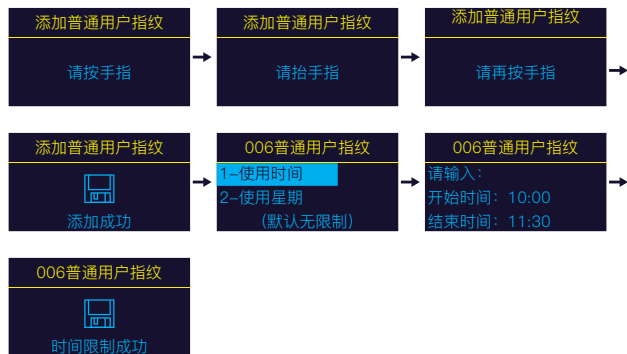 添加普通用户指纹
请按手指
添加普通用户指纹
请抬手指
添加普通用户指纹
请再按手指
添加普通用户指纹
添加成功
006普通用户指纹
1-使用时间
2-使用星期
(默认无限制)
006普通用户指纹
请输入:
开始时间: 10:00
结束时间: 11:30
006普通用户指纹
时间限制成功